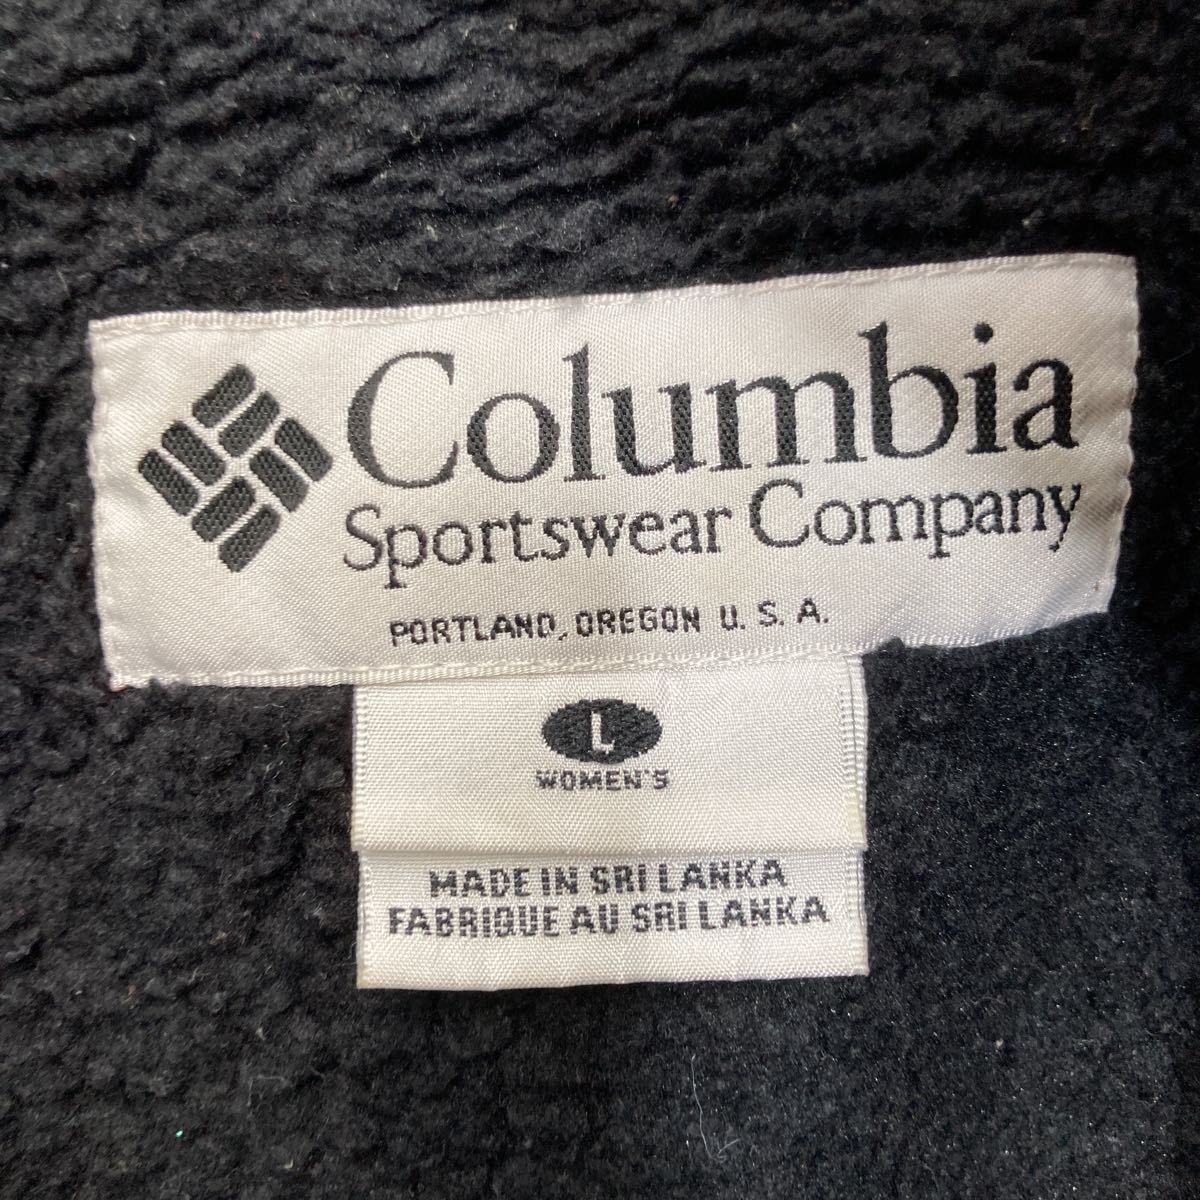 Columbia
Sportswear Company
PORTLAND, OREGON U. S. A.
L
WOMEN'S
MADE IN SRI LANKA
FABRIQUE AU SRI LANKA